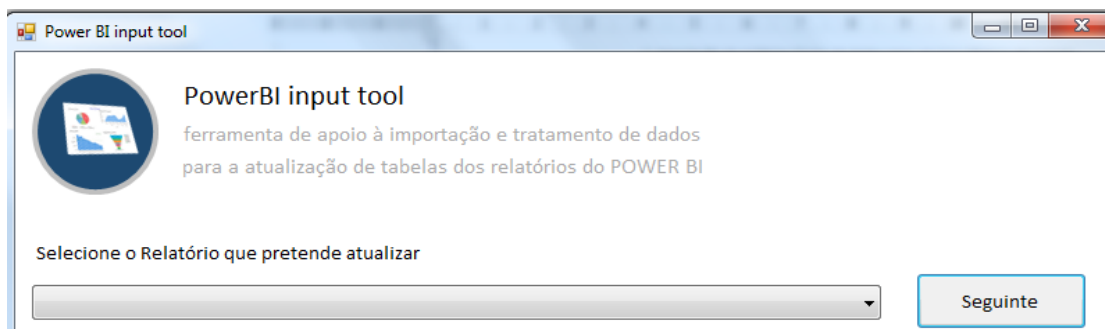 Power BI input tool
PowerBI input tool
ferramenta de apoio à importação e tratamento de dados
para a atualização de tabelas dos relatórios do POWER BI
Selecione o Relatório que pretende atualizar
Seguinte